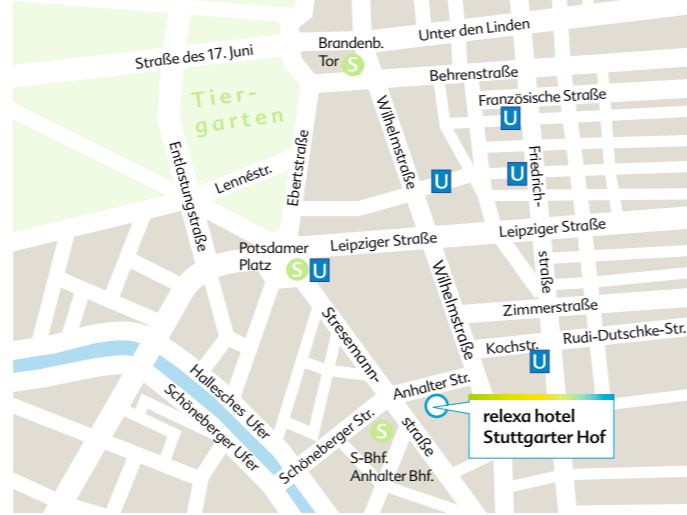 Unter den Linden
Brandenb.
Tor
S
Straße des 17. Juni
Behrenstraße
Tier-
garten
Französische Straße
U
Wilhelmstraße
Entlastungstraße
Lennéstr.
Ebertstraße
U
U
Friedrich-
straße
Leipziger Straße
Leipziger Straße
Potsdamer
Platz
S
U
Wilhelmstraße
Zimmerstraße
Stresemann-
straße
Kochstr.
Rudi-Dutschke-Str.
U
Hallesches Ufer
Schöneberger Ufer
Anhalter Str.
Schöneberger Str.
S
S-Bhf.
Anhalter Bhf.
relexa hotel
Stuttgarter Hof